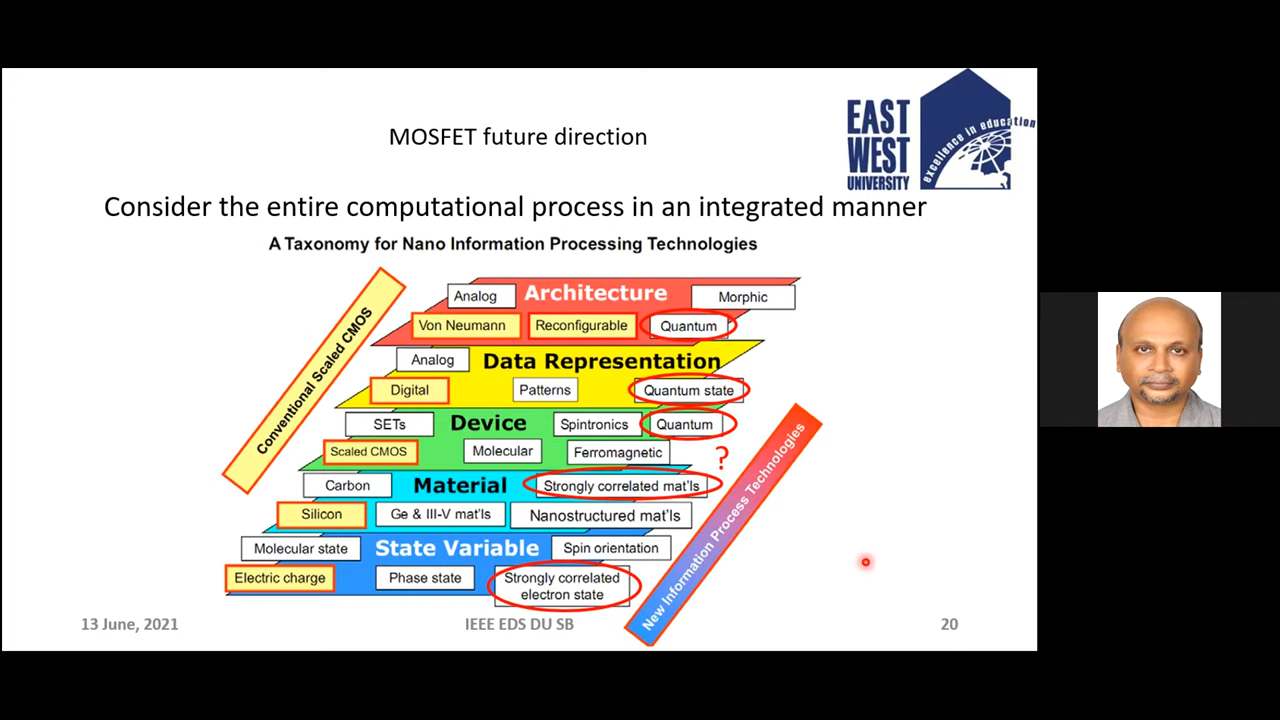 EAST
WEST
UNIVERSITY
excellence in education
MOSFET future direction
Consider the entire computational process in an integrated manner
A Taxonomy for Nano Information Processing Technologies
Conventional Scaled CMOS
Analog Architecture Morphic
Von Neumann Reconfigurable Quantum
Analog Data Representation
Digital Patterns Quantum state
SETs Device Spintronics Quantum
Scaled CMOS Molecular Ferromagnetic ?
Carbon Material Strongly correlated mat'ls
Silicon Ge & III-V mat'ls Nanostructured mat'ls
Molecular state State Variable Spin orientation
Electric charge Phase state Strongly correlated
electron state
New Information Process Technologies
13 June, 2021 IEEE EDS DU SB 20